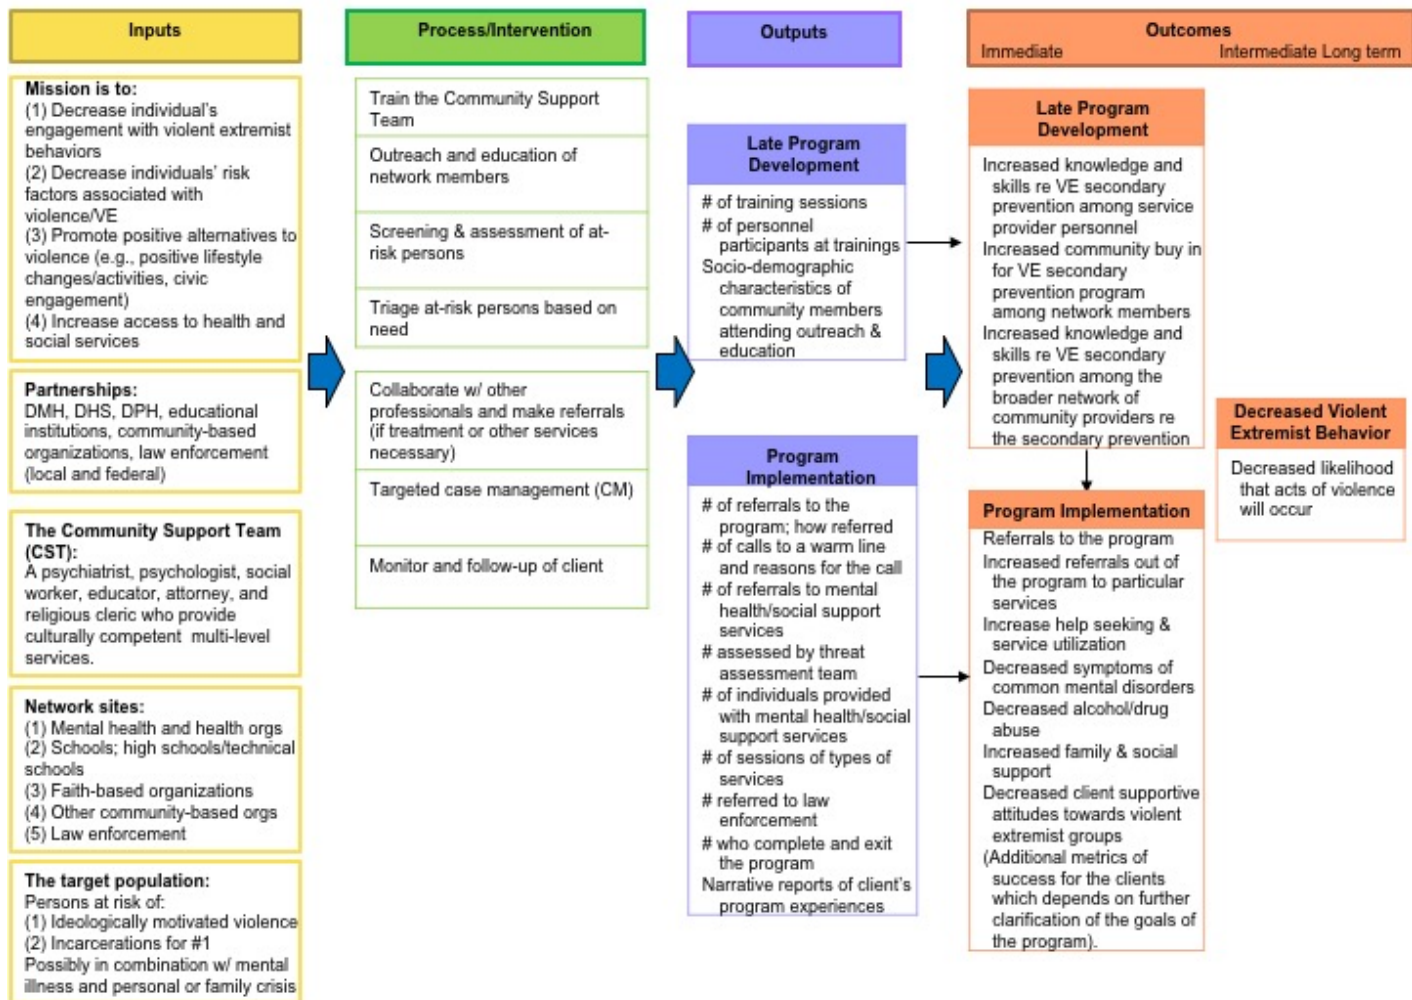 Inputs
Mission is to:
(1) Decrease individual's
engagement with violent extremist
behaviors
(2) Decrease individuals' risk
factors associated with
violence/VE
(3) Promote positive alternatives to
violence (e.g., positive lifestyle
changes/activities, civic
engagement)
(4) Increase access to health and
social services
Partnerships:
DMH, DHS, DPH, educational
institutions, community-based
organizations, law enforcement
(local and federal)
The Community Support Team
(CST):
A psychiatrist, psychologist, social
worker, educator, attorney, and
religious cleric who provide
culturally competent multi-level
services.
Network sites:
(1) Mental health and health orgs
(2) Schools; high schools/technical
schools
(3) Faith-based organizations
(4) Other community-based orgs
(5) Law enforcement
The target population:
Persons at risk of:
(1) Ideologically motivated violence
(2) Incarcerations for #1
Possibly in combination w/ mental
illness and personal or family crisis
Process/Intervention
Train the Community Support
Team
Outreach and education of
network members
Screening & assessment of at-
risk persons
Triage at-risk persons based on
need
Collaborate w/ other
professionals and make referrals
(if treatment or other services
necessary)
Targeted case management (CM)
Monitor and follow-up of client
Outputs
Late Program
Development
# of training sessions
# of personnel
participants at trainings
Socio-demographic
characteristics of
community members
attending outreach &
education
Program
Implementation
# of referrals to the
program; how referred
# of calls to a warm line
and reasons for the call
# of referrals to mental
health/social support
services
# assessed by threat
assessment team
# of individuals provided
with mental health/social
support services
# of sessions of types of
services
# referred to law
enforcement
# who complete and exit
the program
Narrative reports of client's
program experiences
Outcomes
Immediate Intermediate Long term
Late Program
Development
Increased knowledge and
skills re VE secondary
prevention among service
provider personnel
Increased community buy in
for VE secondary
prevention program
among network members
Increased knowledge and
skills re VE secondary
prevention among the
broader network of
community providers re
the secondary prevention
Program Implementation
Referrals to the program
Increased referrals out of
the program to particular
services
Increase help seeking &
service utilization
Decreased symptoms of
common mental disorders
Decreased alcohol/drug
abuse
Increased family & social
support
Decreased client supportive
attitudes towards violent
extremist groups
(Additional metrics of
success for the clients
which depends on further
clarification of the goals of
the program).
Decreased Violent
Extremist Behavior
Decreased likelihood
that acts of violence
will occur